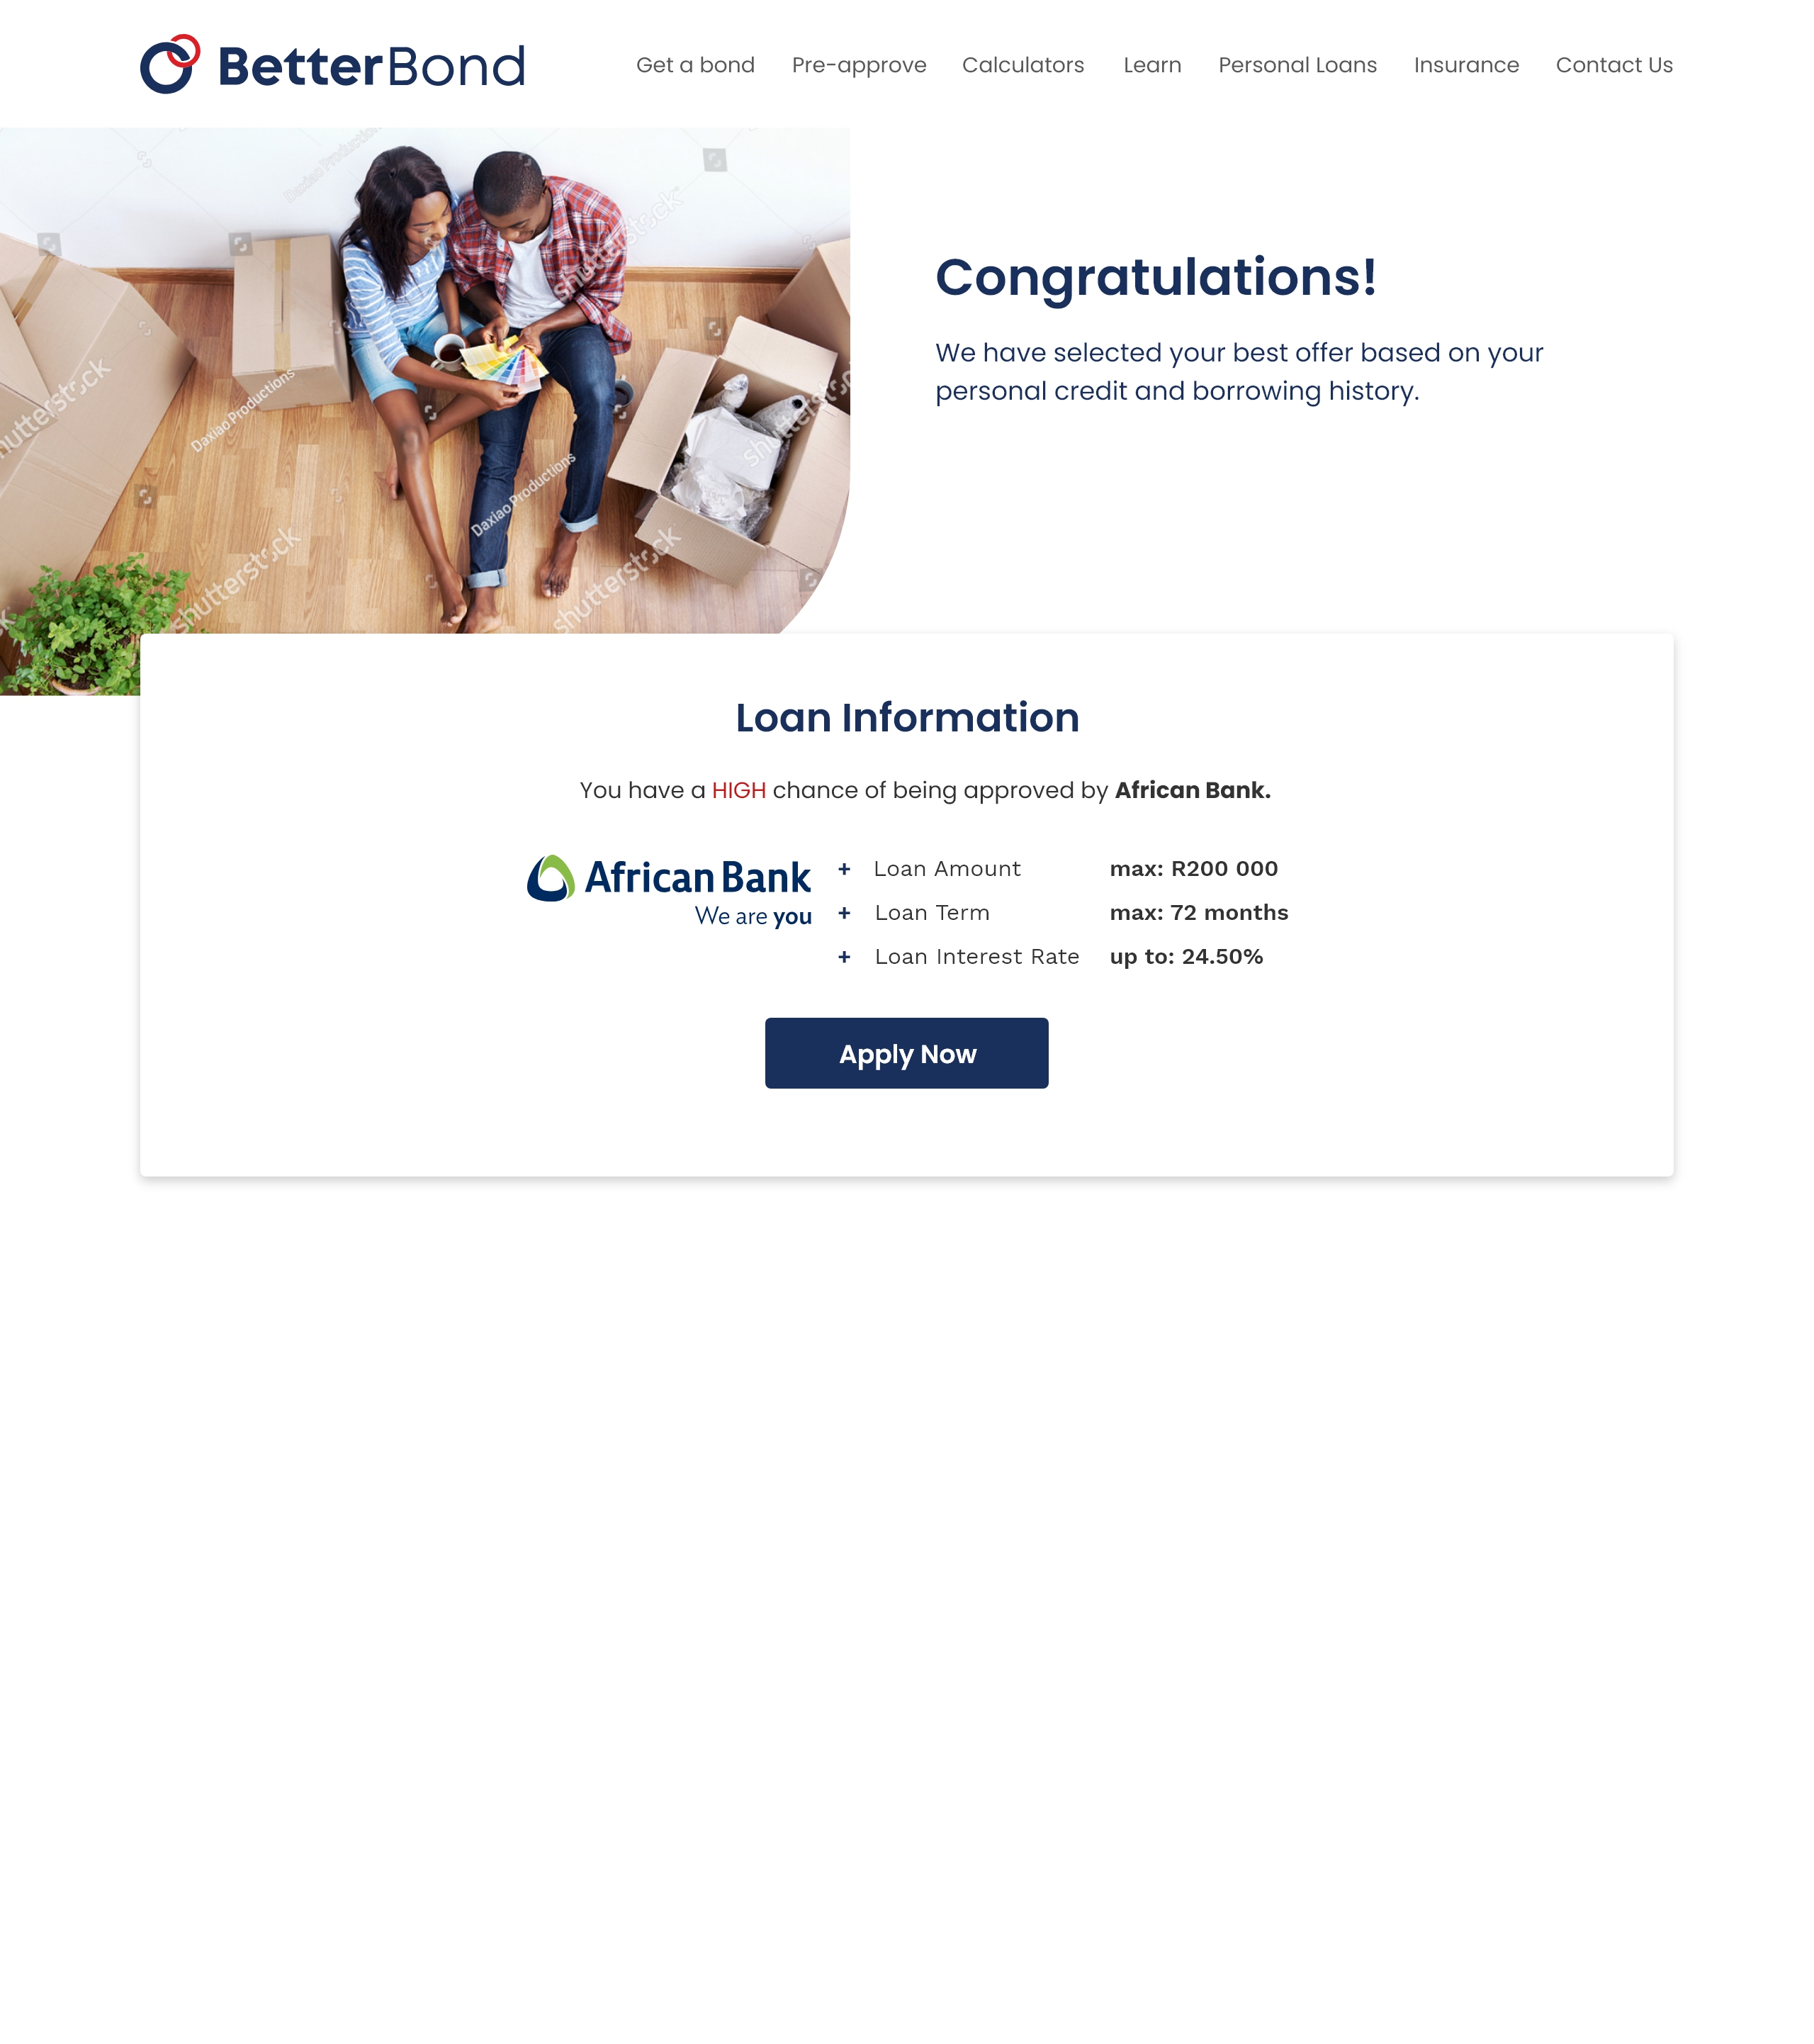 BetterBond
Get a bond Pre-approve Calculators Learn Personal Loans Insurance Contact Us
Daxiao Productions
shutterstock
shutterstock
Daxiao Productions
shutterstock
Daxiao Productions
shutterstock
shutterstock
Congratulations!
We have selected your best offer based on your
personal credit and borrowing history.
Loan Information
You have a HIGH chance of being approved by African Bank.
African Bank
We are you
+ Loan Amount max: R200 000
+ Loan Term max: 72 months
+ Loan Interest Rate up to: 24.50%
Apply Now